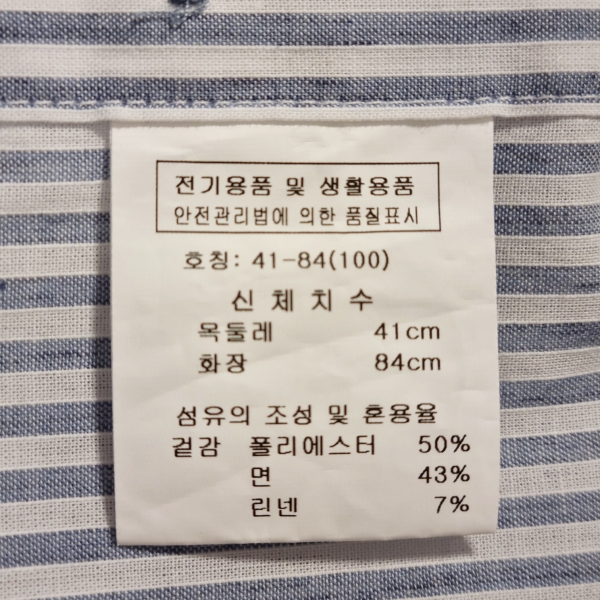 전기용품 및 생활용품
안전관리법에 의한 품질표시
호칭: 41-84(100)
신 체 치 수
목둘레 41cm
화장 84cm
섬유의 조성 및 혼용율
겉감 폴리에스터 50%
면 43%
린넨 7%